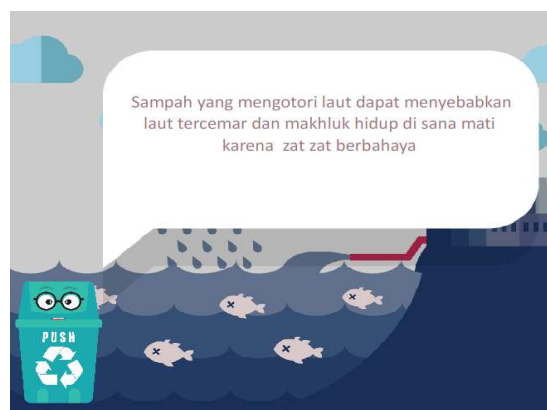 Sampah yang mengotori laut dapat menyebabkan
laut tercemar dan makhluk hidup di sana mati
karena  zat zat berbahaya
PUSH